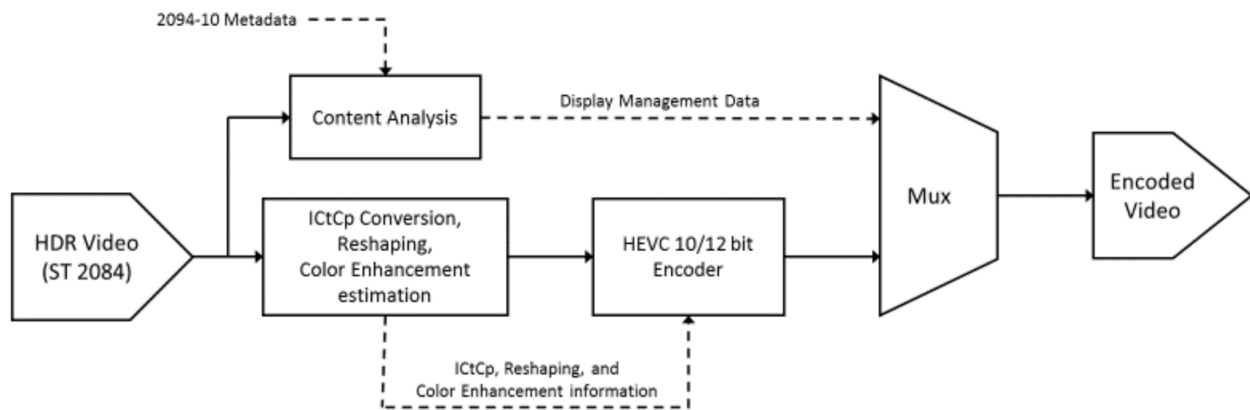 2094-10 Metadata
Content Analysis
Display Management Data
HDR Video
(ST 2084)
ICtCp Conversion,
Reshaping,
Color Enhancement
estimation
HEVC 10/12 bit
Encoder
Mux
Encoded
Video
ICtCp, Reshaping, and
Color Enhancement information